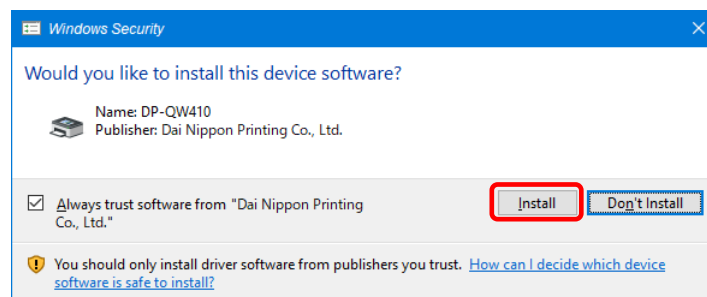 Windows Security
Would you like to install this device software?
Name: DP-QW410
Publisher: Dai Nippon Printing Co., Ltd.
Always trust software from "Dai Nippon Printing
Co., Ltd."
Install
Don't Install
You should only install driver software from publishers you trust. How can I decide which device
software is safe to install?